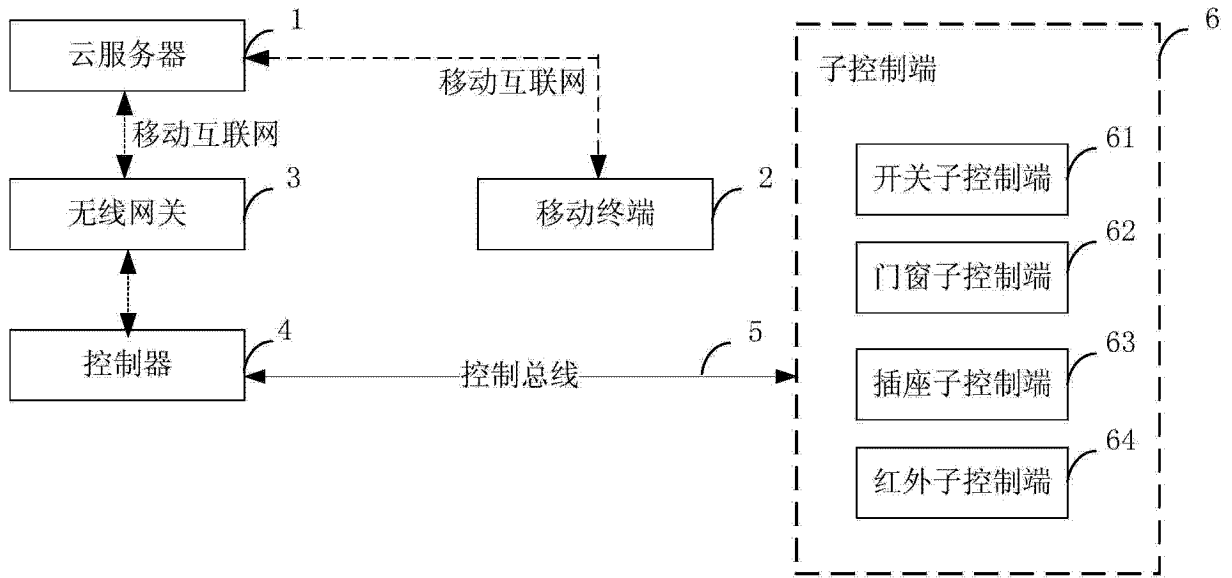 云服务器
1
移动互联网
移动互联网
无线网关
3
移动终端
2
控制器
4
控制总线
5
子控制端
6
开关子控制端
61
门窗子控制端
62
插座子控制端
63
红外子控制端
64